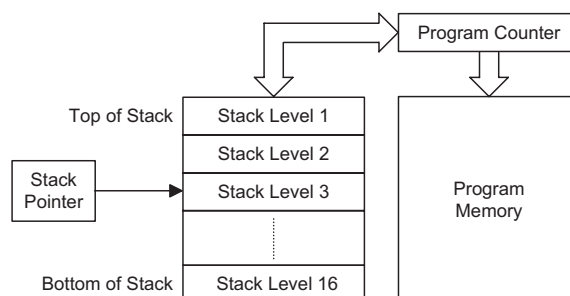 Program Counter
Top of Stack
Stack Level 1
Stack Level 2
Stack
Pointer
Stack Level 3
Program
Memory
Bottom of Stack
Stack Level 16